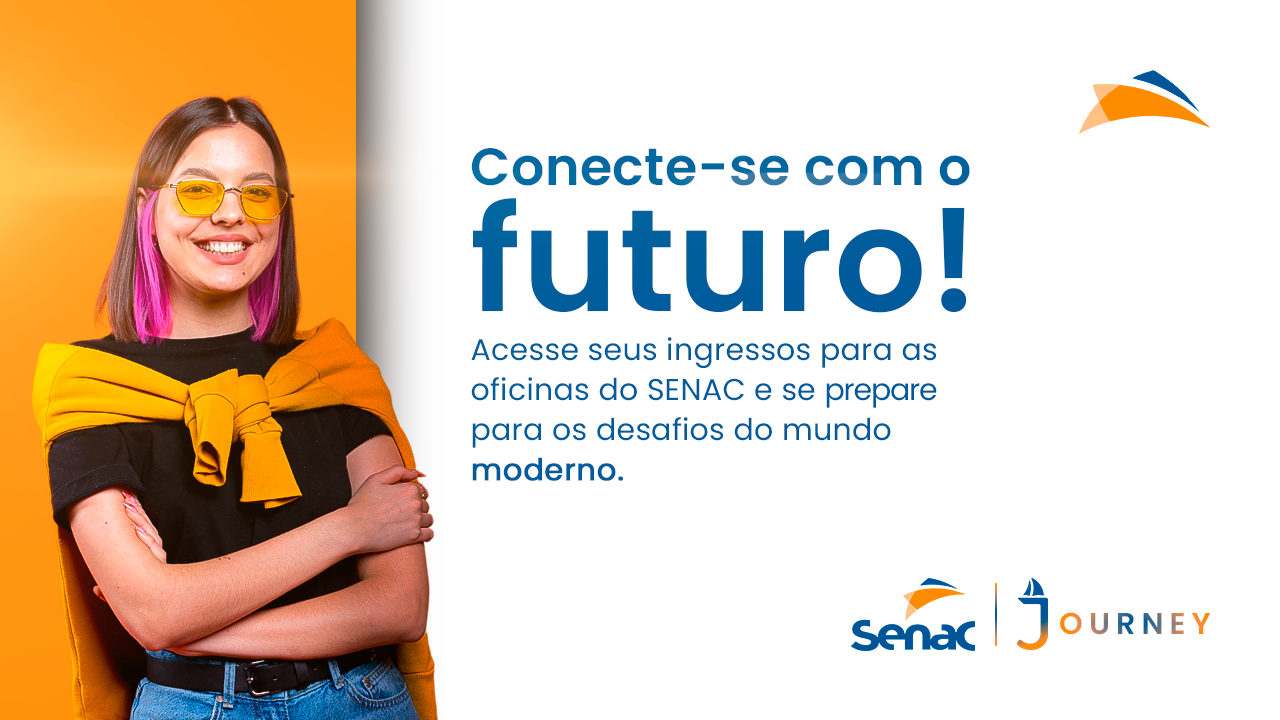 Conecte-se com o
futuro!
Acesse seus ingressos para as
oficinas do SENAC e se prepare
para os desafios do mundo
moderno.
Senac
JOURNEY